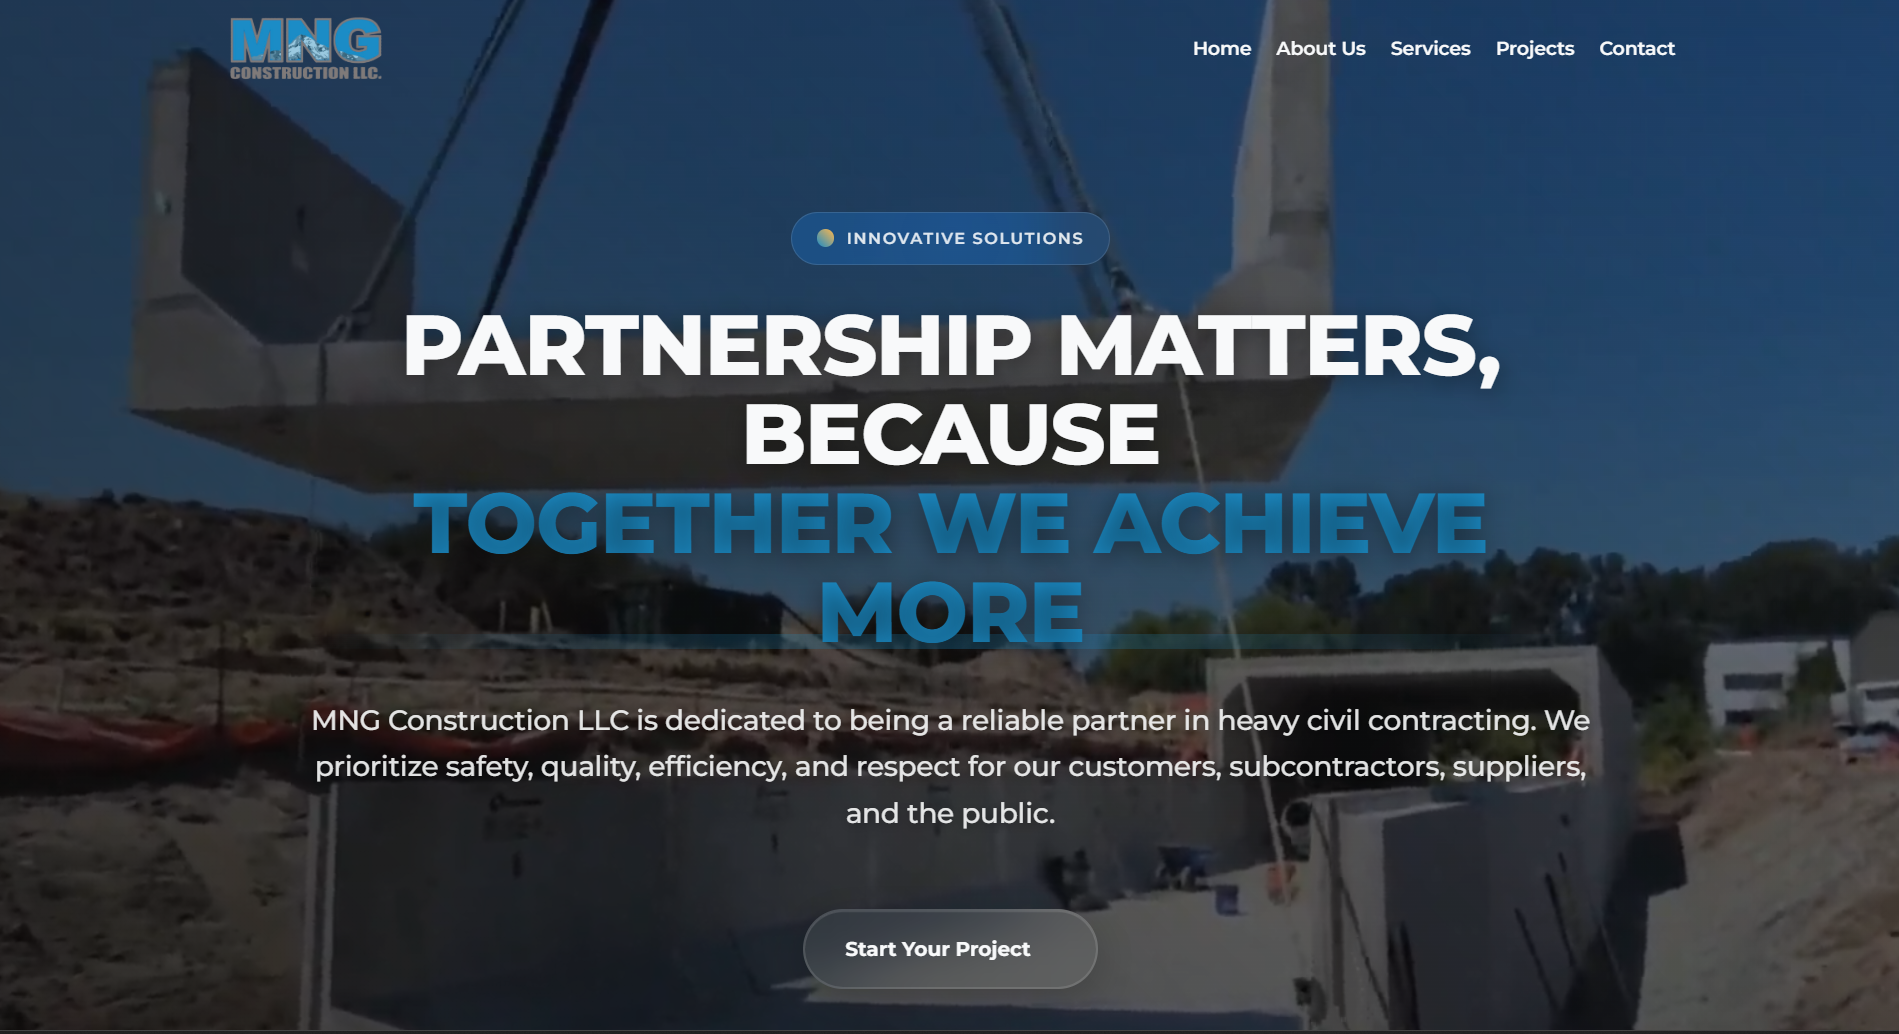 MNG
CONSTRUCTION LLC.
Home About Us Services Projects Contact
INNOVATIVE SOLUTIONS
PARTNERSHIP MATTERS,
BECAUSE
TOGETHER WE ACHIEVE
MORE
MNG Construction LLC is dedicated to being a reliable partner in heavy civil contracting. We
prioritize safety, quality, efficiency, and respect for our customers, subcontractors, suppliers,
and the public.
Start Your Project